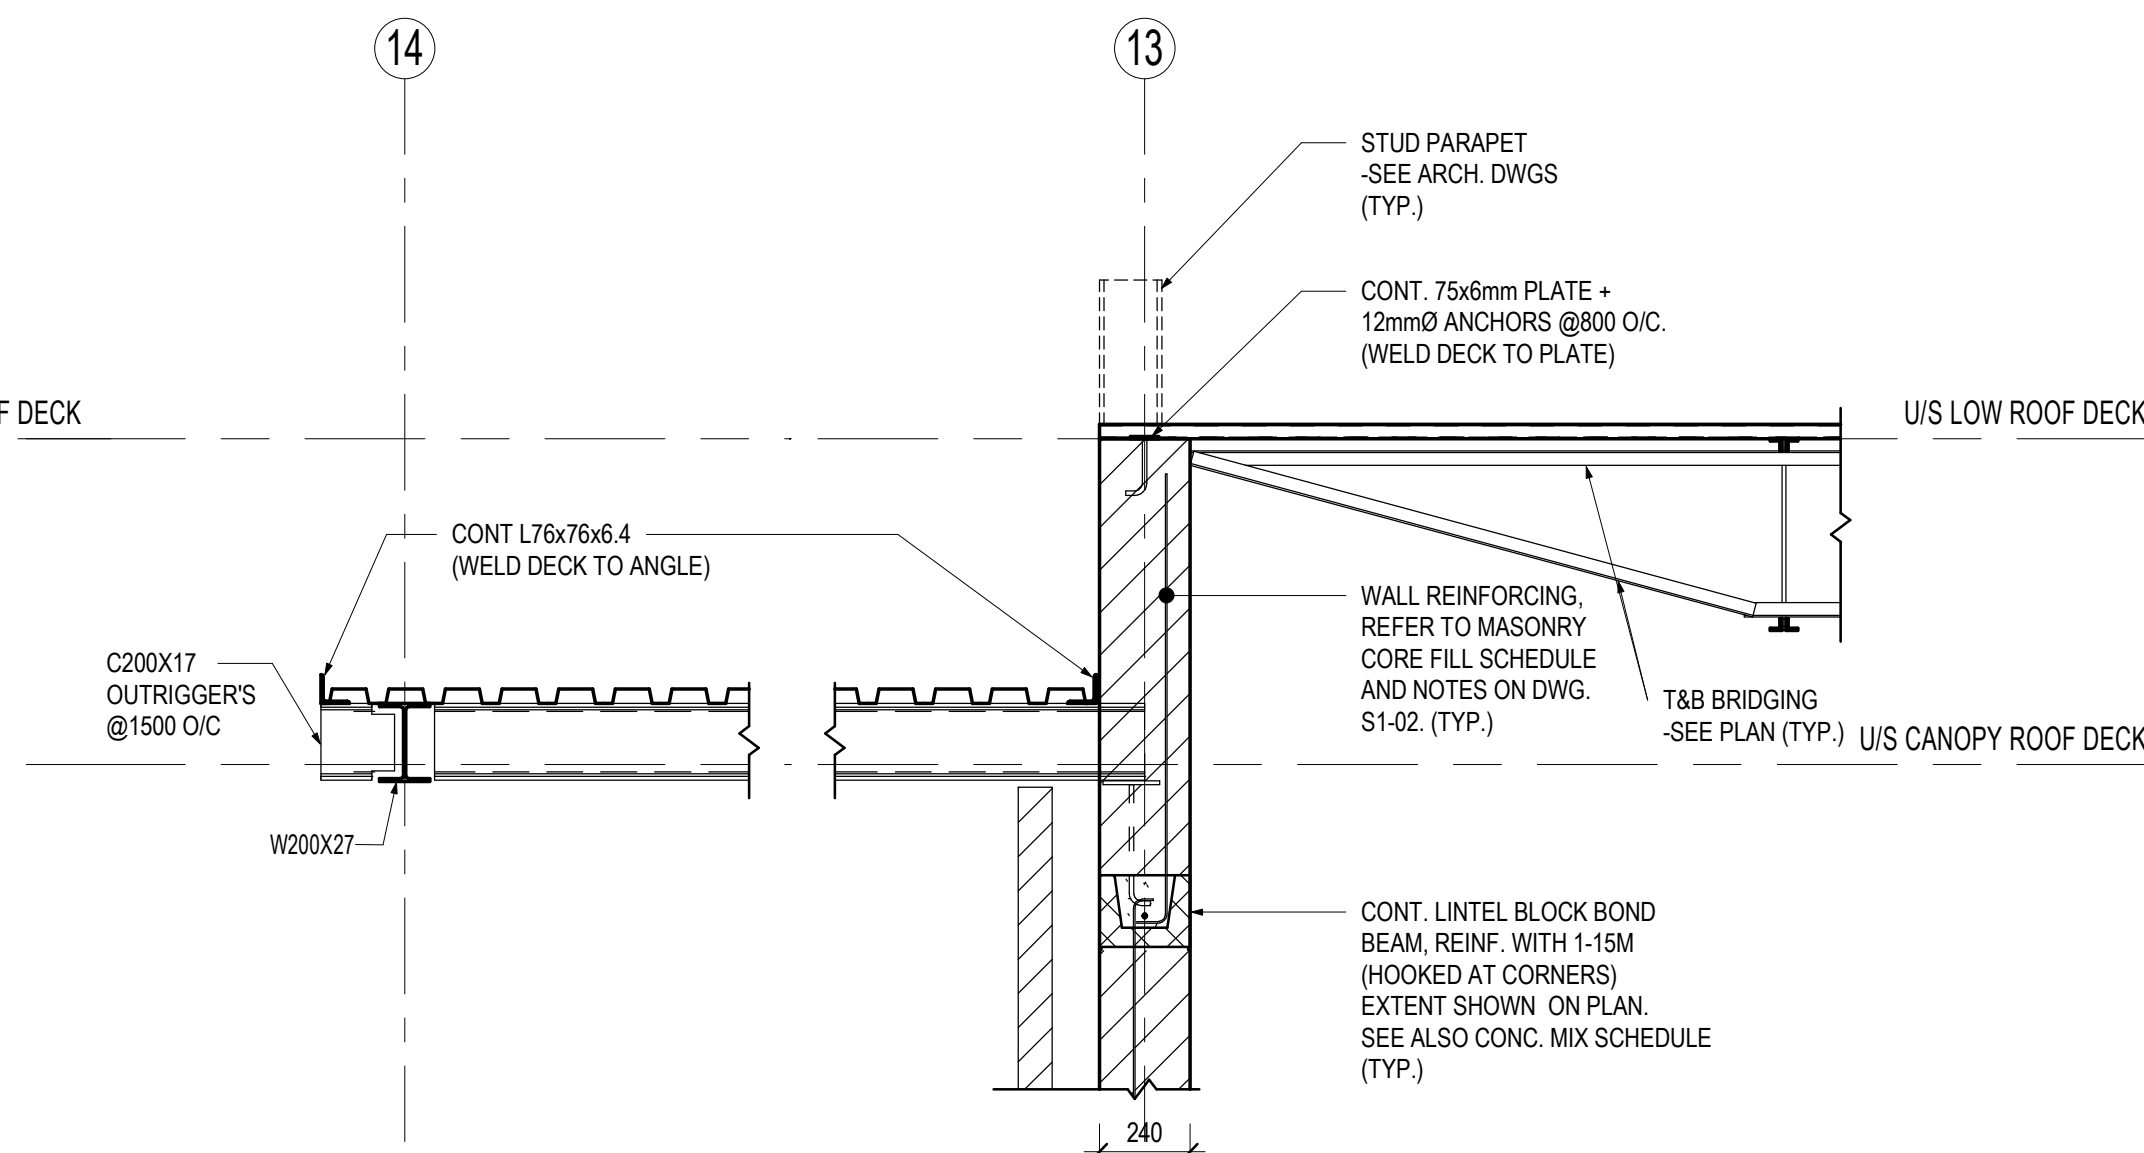 14
13
STUD PARAPET
-SEE ARCH. DWGS
(TYP.)
CONT. 75x6mm PLATE +
12mmØ ANCHORS @800 O/C.
(WELD DECK TO PLATE)
F DECK
U/S LOW ROOF DECK
CONT L76x76x6.4
(WELD DECK TO ANGLE)
WALL REINFORCING,
REFER TO MASONRY
CORE FILL SCHEDULE
AND NOTES ON DWG.
S1-02. (TYP.)
C200X17
OUTRIGGER'S
@1500 O/C
T&B BRIDGING
-SEE PLAN (TYP.)
U/S CANOPY ROOF DECK
W200X27
CONT. LINTEL BLOCK BOND
BEAM, REINF. WITH 1-15M
(HOOKED AT CORNERS)
EXTENT SHOWN ON PLAN.
SEE ALSO CONC. MIX SCHEDULE
(TYP.)
240